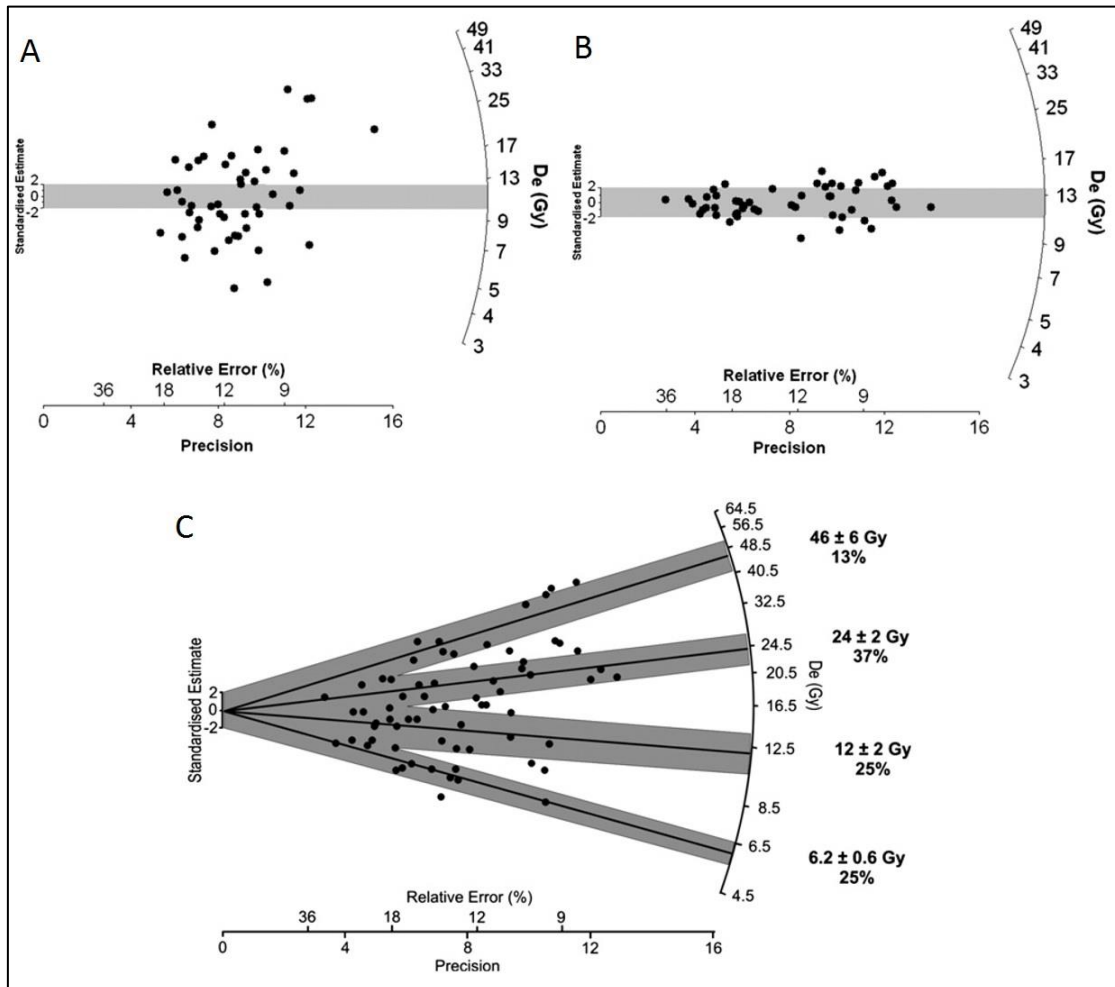 A
49
41
33
25
17
13
9
7
5
4
3
De (Gy)
Standardised Estimate
2
0
-2
Relative Error (%)
36 18 12 9
0 4 8 12 16
Precision
B
49
41
33
25
17
13
9
7
5
4
3
De (Gy)
Standardised Estimate
2
0
-2
Relative Error (%)
36 18 12 9
0 4 8 12 16
Precision
C
64.5
56.5
48.5
40.5
32.5
24.5
20.5
16.5
12.5
8.5
6.5
4.5
De (Gy)
46 ± 6 Gy
13%
24 ± 2 Gy
37%
12 ± 2 Gy
25%
6.2 ± 0.6 Gy
25%
Standardised Estimate
2
0
-2
Relative Error (%)
36 18 12 9
0 4 8 12 16
Precision